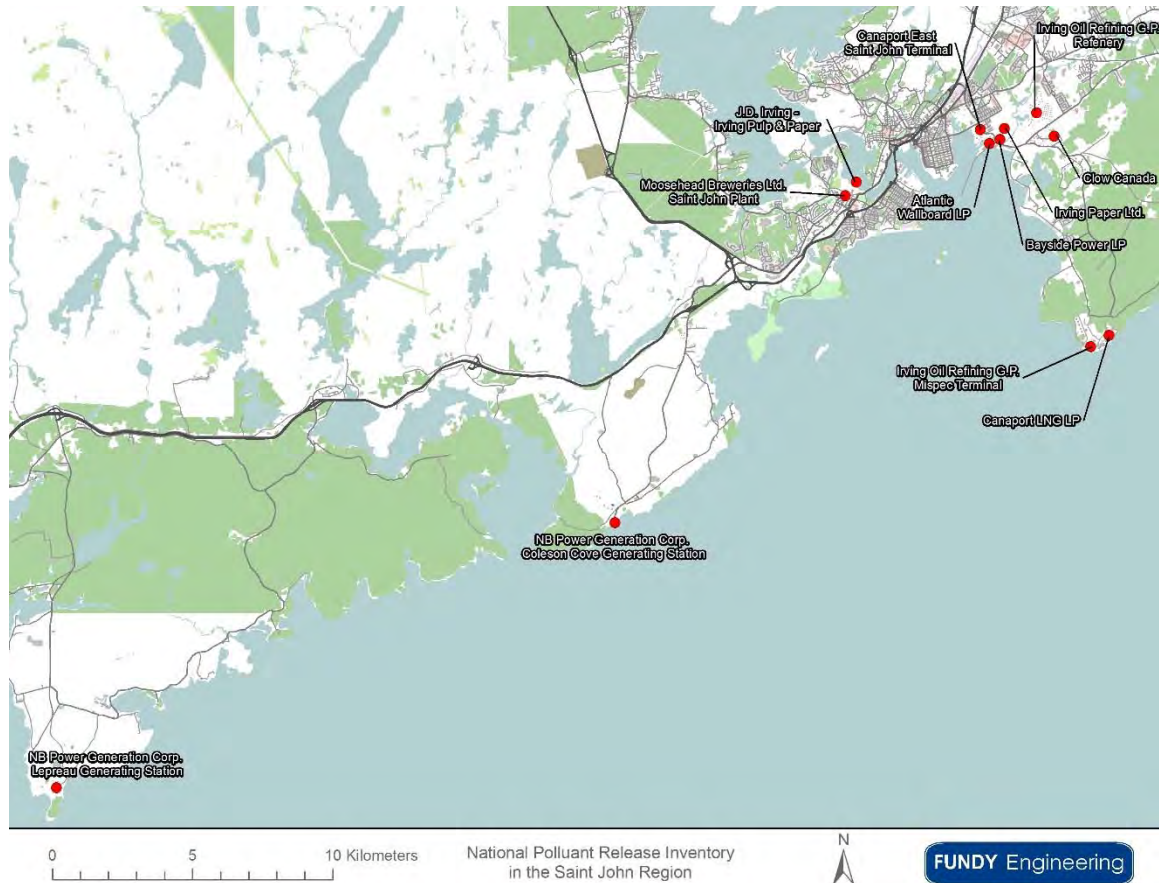 Irving Oil Refining G.P.
Refenery
Canaport East
Saint John Terminal
J.D. Irving -
Irving Pulp & Paper
Moosehead Breweries Ltd.
Saint John Plant
Clow Canada
Atlantic
Wallboard LP
Irving Paper Ltd.
Bayside Power LP
Irving Oil Refining G.P.
Mispec Terminal
Canaport LNG LP
NB Power Generation Corp.
Coleson Cove Generating Station
NB Power Generation Corp.
Lepreau Generating Station
0 5 10 Kilometers
National Polluant Release Inventory
in the Saint John Region
N
FUNDY Engineering